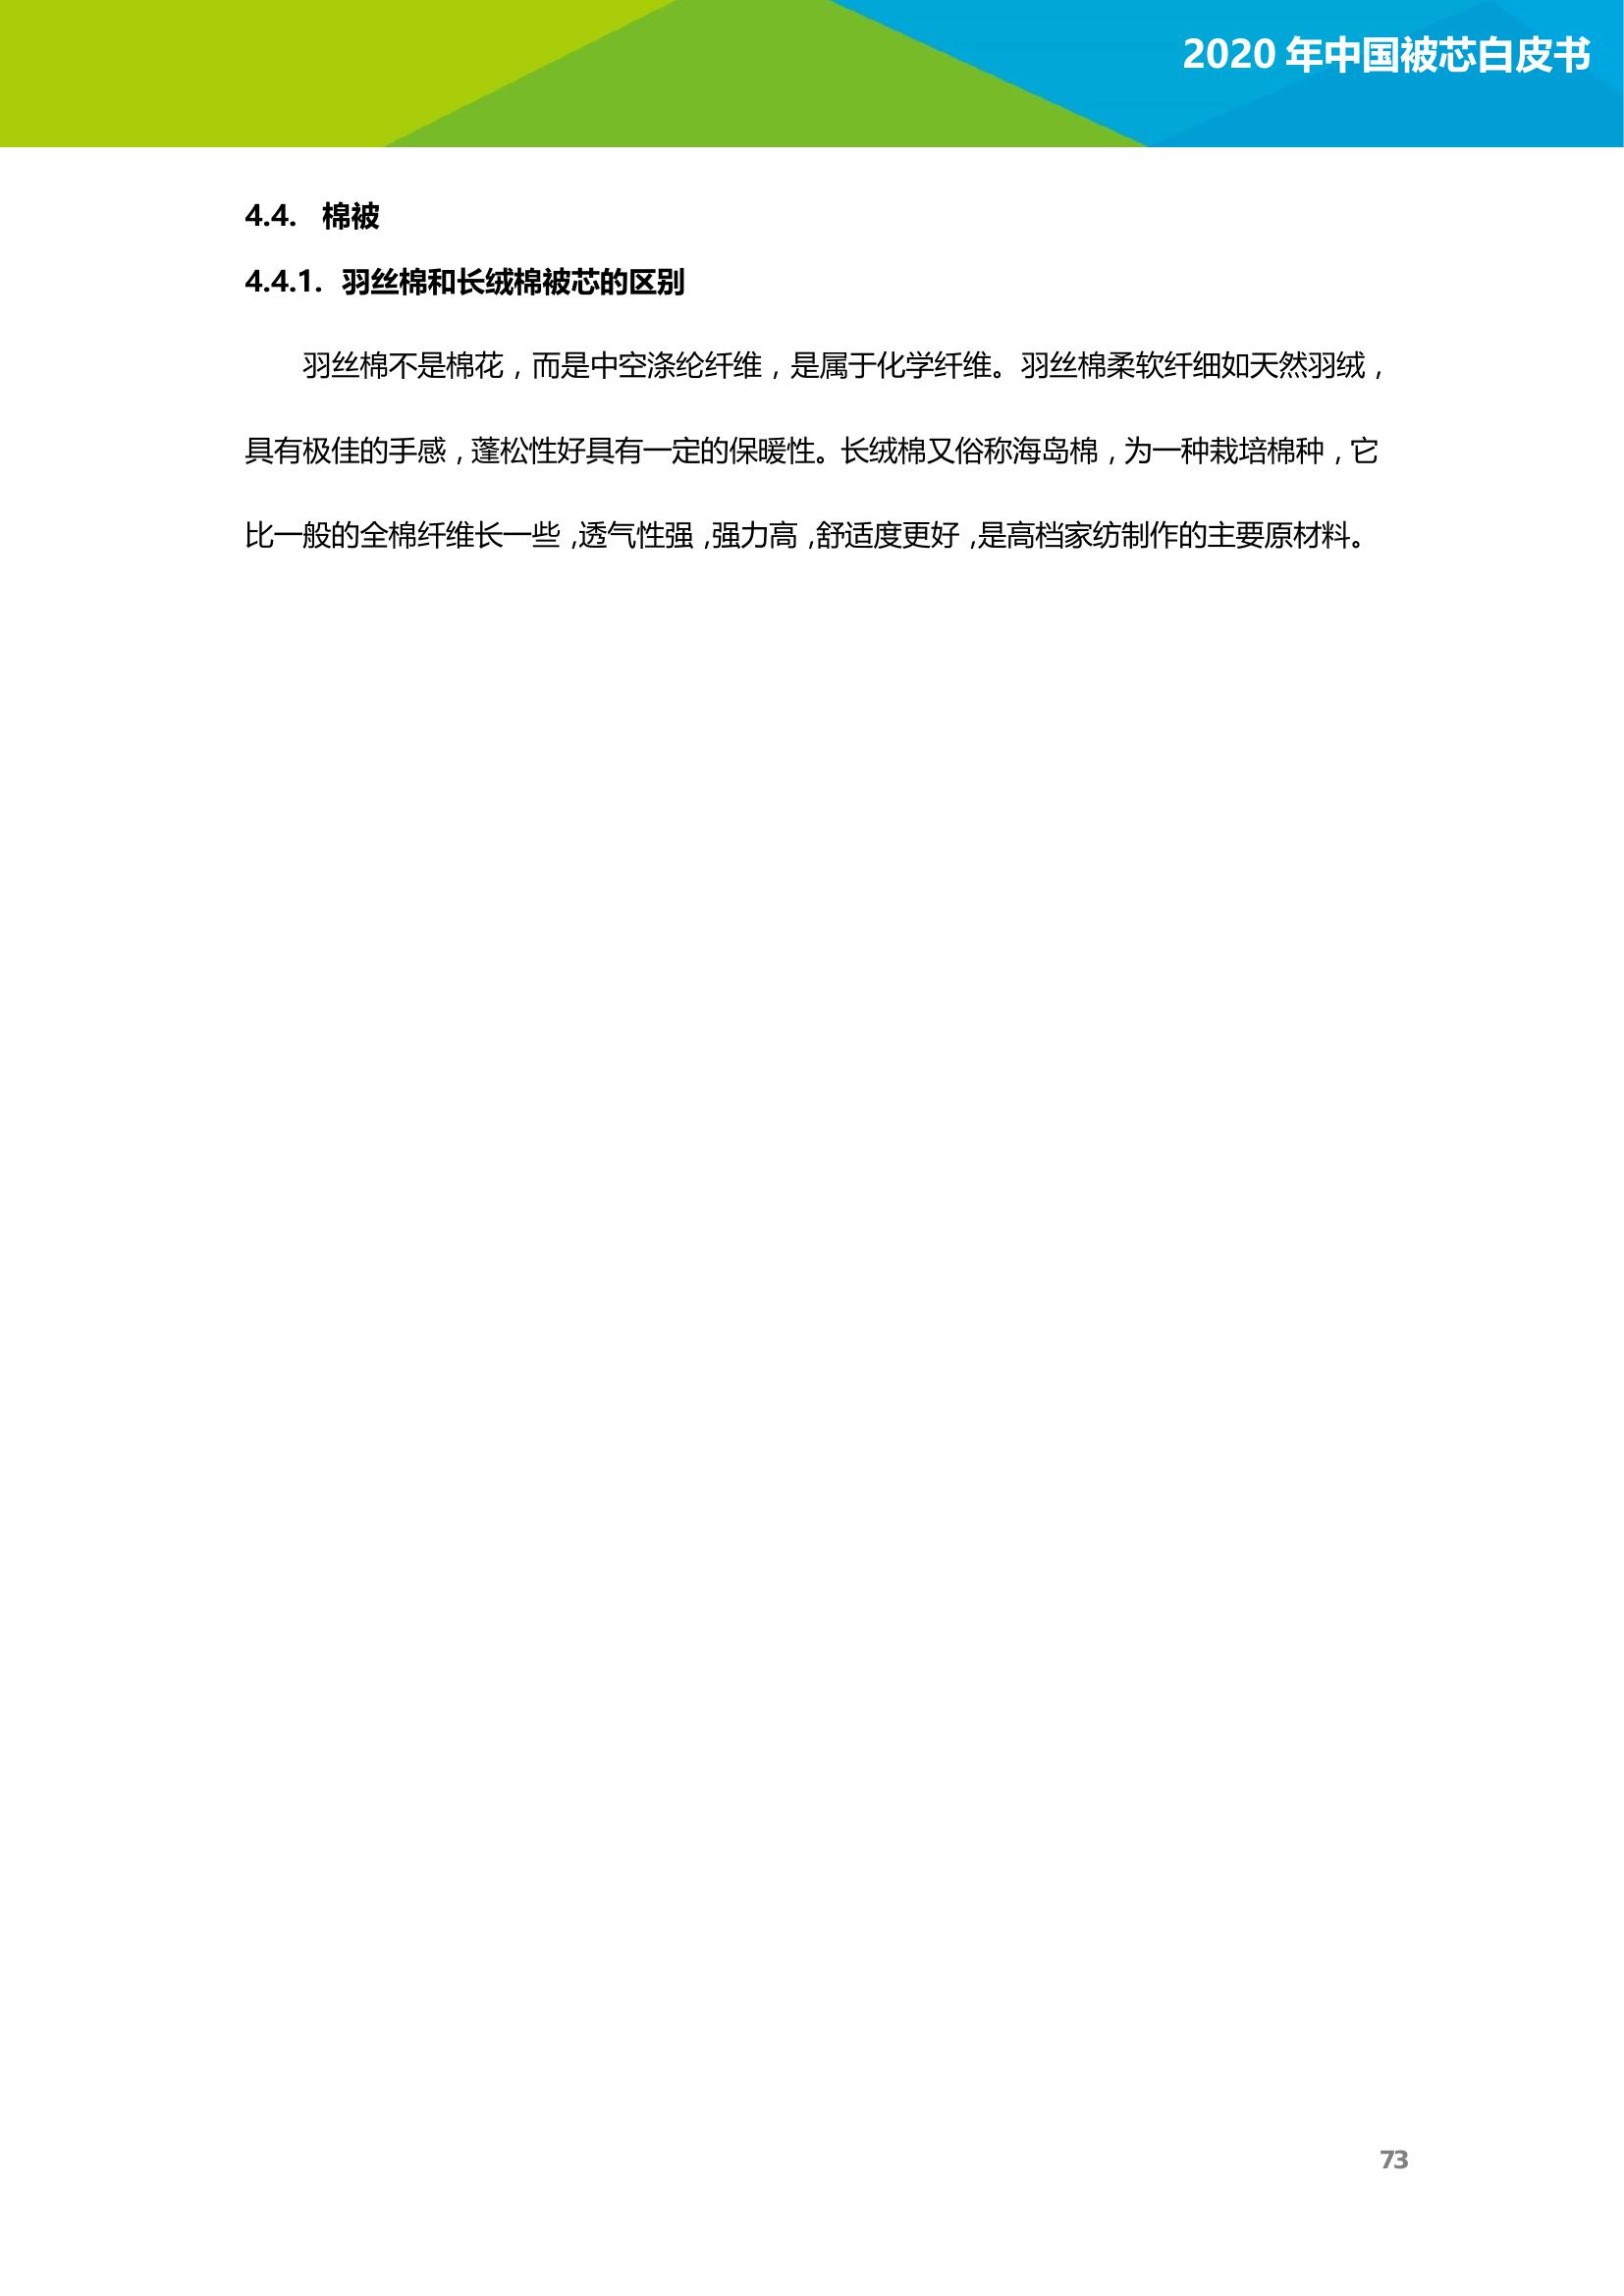 2020 年中国被芯白皮书
4.4. 棉被
4.4.1. 羽丝棉和长绒棉被芯的区别
羽丝棉不是棉花，而是中空涤纶纤维，是属于化学纤维。羽丝棉柔软纤细如天然羽绒，
具有极佳的手感，蓬松性好具有一定的保暖性。长绒棉又俗称海岛棉，为一种栽培棉种，它
比一般的全棉纤维长一些，透气性强，强力高，舒适度更好，是高档家纺制作的主要原材料。
73